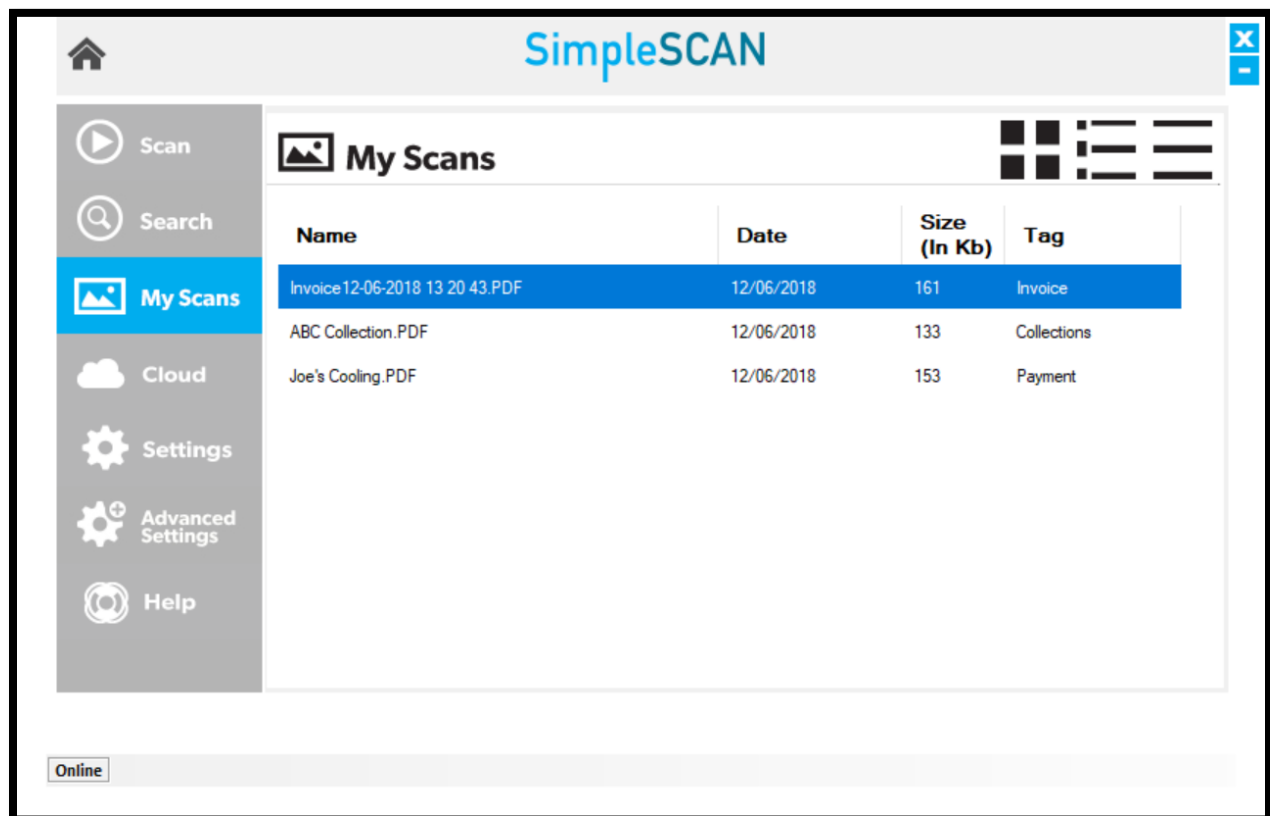 SimpleSCAN
X
-
Scan
Search
My Scans
Cloud
Settings
Advanced
Settings
Help
My Scans
Name Date Size (In Kb) Tag
Invoice12-06-2018 13 20 43.PDF 12/06/2018 161 Invoice
ABC Collection.PDF 12/06/2018 133 Collections
Joe's Cooling.PDF 12/06/2018 153 Payment
Online